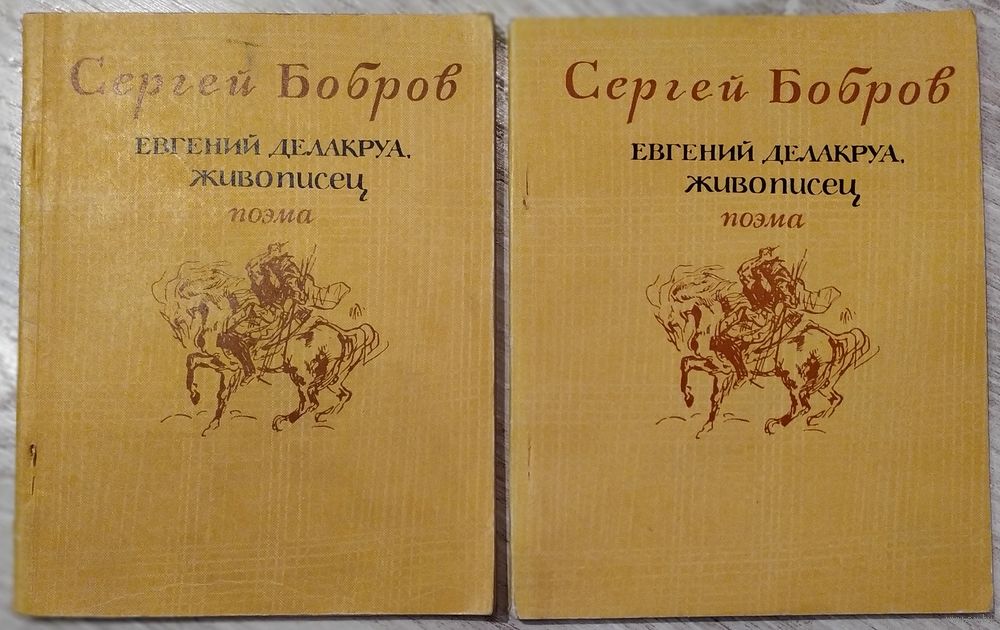 Сергей Бобров
ЕВГЕНИЙ ДЕЛАКРУА,
живописец
поэма
Сергей Бобров
ЕВГЕНИЙ ДЕЛАКРУА,
живописец
поэма